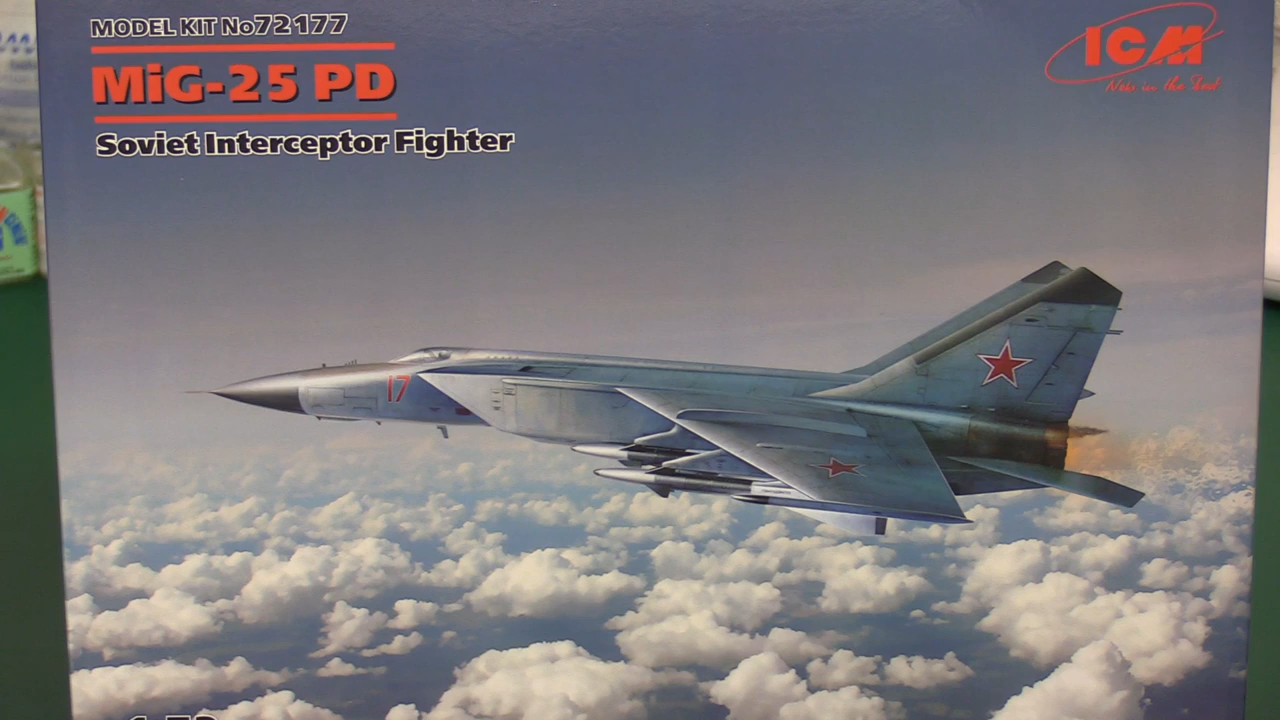 MODEL KIT No72177
MiG-25 PD
Soviet Interceptor Fighter
ICM
17